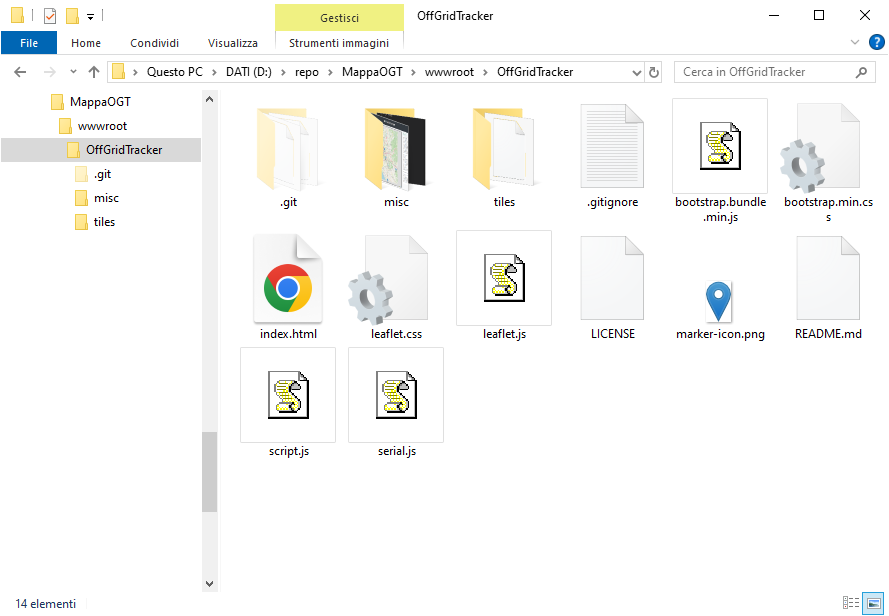 Gestisci
OffGridTracker
File
Home
Condividi
Visualizza
Strumenti immagini
Questo PC
DATI (D:)
repo
MappaOGT
wwwroot
OffGridTracker
Cerca in OffGridTracker
MappaOGT
wwwroot
OffGridTracker
.git
misc
tiles
.git
misc
tiles
.gitignore
bootstrap.bundle
.min.js
bootstrap.min.cs
s
index.html
leaflet.css
leaflet.js
LICENSE
marker-icon.png
README.md
script.js
serial.js
14 elementi